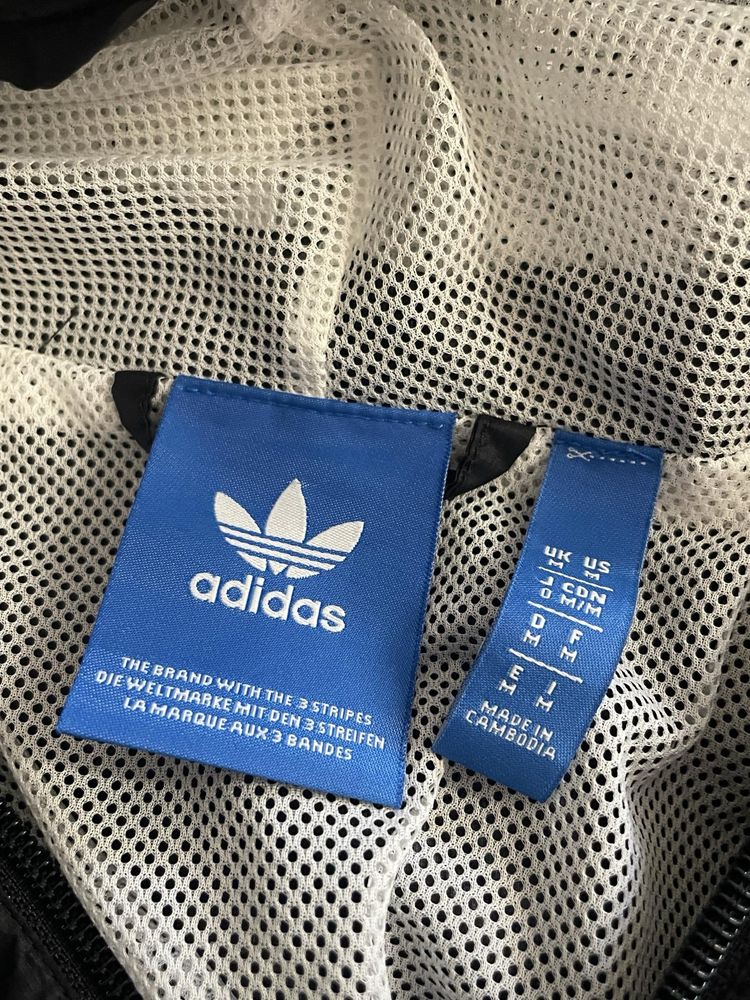 adidas
THE BRAND WITH THE 3 STRIPES
DIE WELTMARKE MIT DEN 3 STREIFEN
LA MARQUE AUX 3 BANDES
UK US
M M
J CDN
O M/M
D F
M M
E I
M M
MADE IN
CAMBODIA